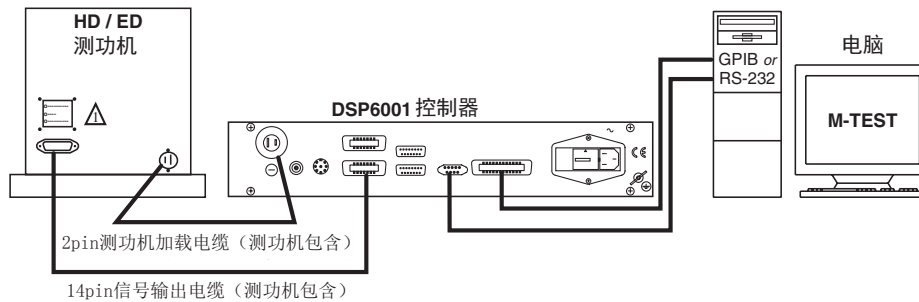 HD / ED
测功机
1
DSP6001 控制器
GPIB or
RS-232
电脑
M-TEST
2pin测功机加载电缆（测功机包含）
14pin信号输出电缆（测功机包含）